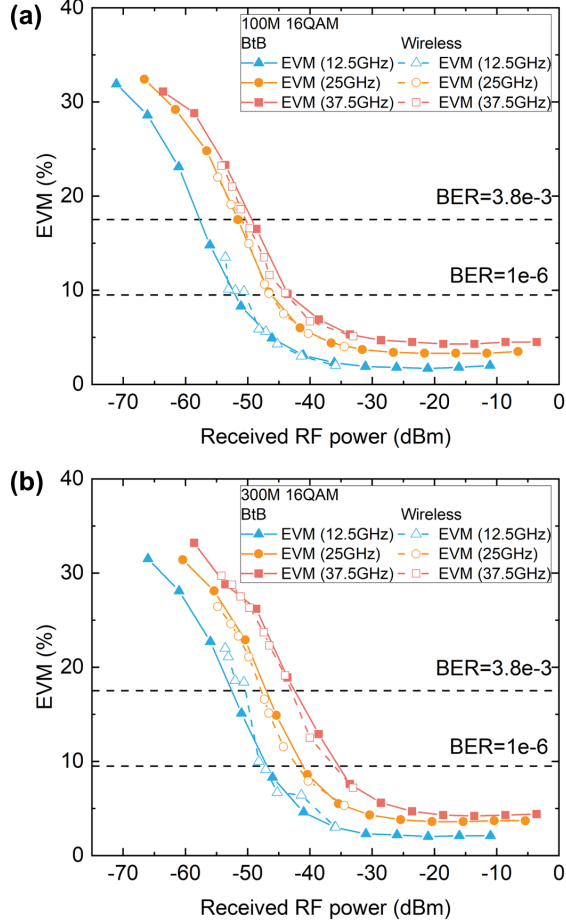 (a)
100M 16QAM
BtB Wireless
EVM (12.5GHz) EVM (12.5GHz)
EVM (25GHz) EVM (25GHz)
EVM (37.5GHz) EVM (37.5GHz)
40
30
20
10
0
EVM (%)
BER=3.8e-3
BER=1e-6
-70 -60 -50 -40 -30 -20 -10 0
Received RF power (dBm)
(b)
300M 16QAM
BtB Wireless
EVM (12.5GHz) EVM (12.5GHz)
EVM (25GHz) EVM (25GHz)
EVM (37.5GHz) EVM (37.5GHz)
40
30
20
10
0
EVM (%)
BER=3.8e-3
BER=1e-6
-70 -60 -50 -40 -30 -20 -10 0
Received RF power (dBm)